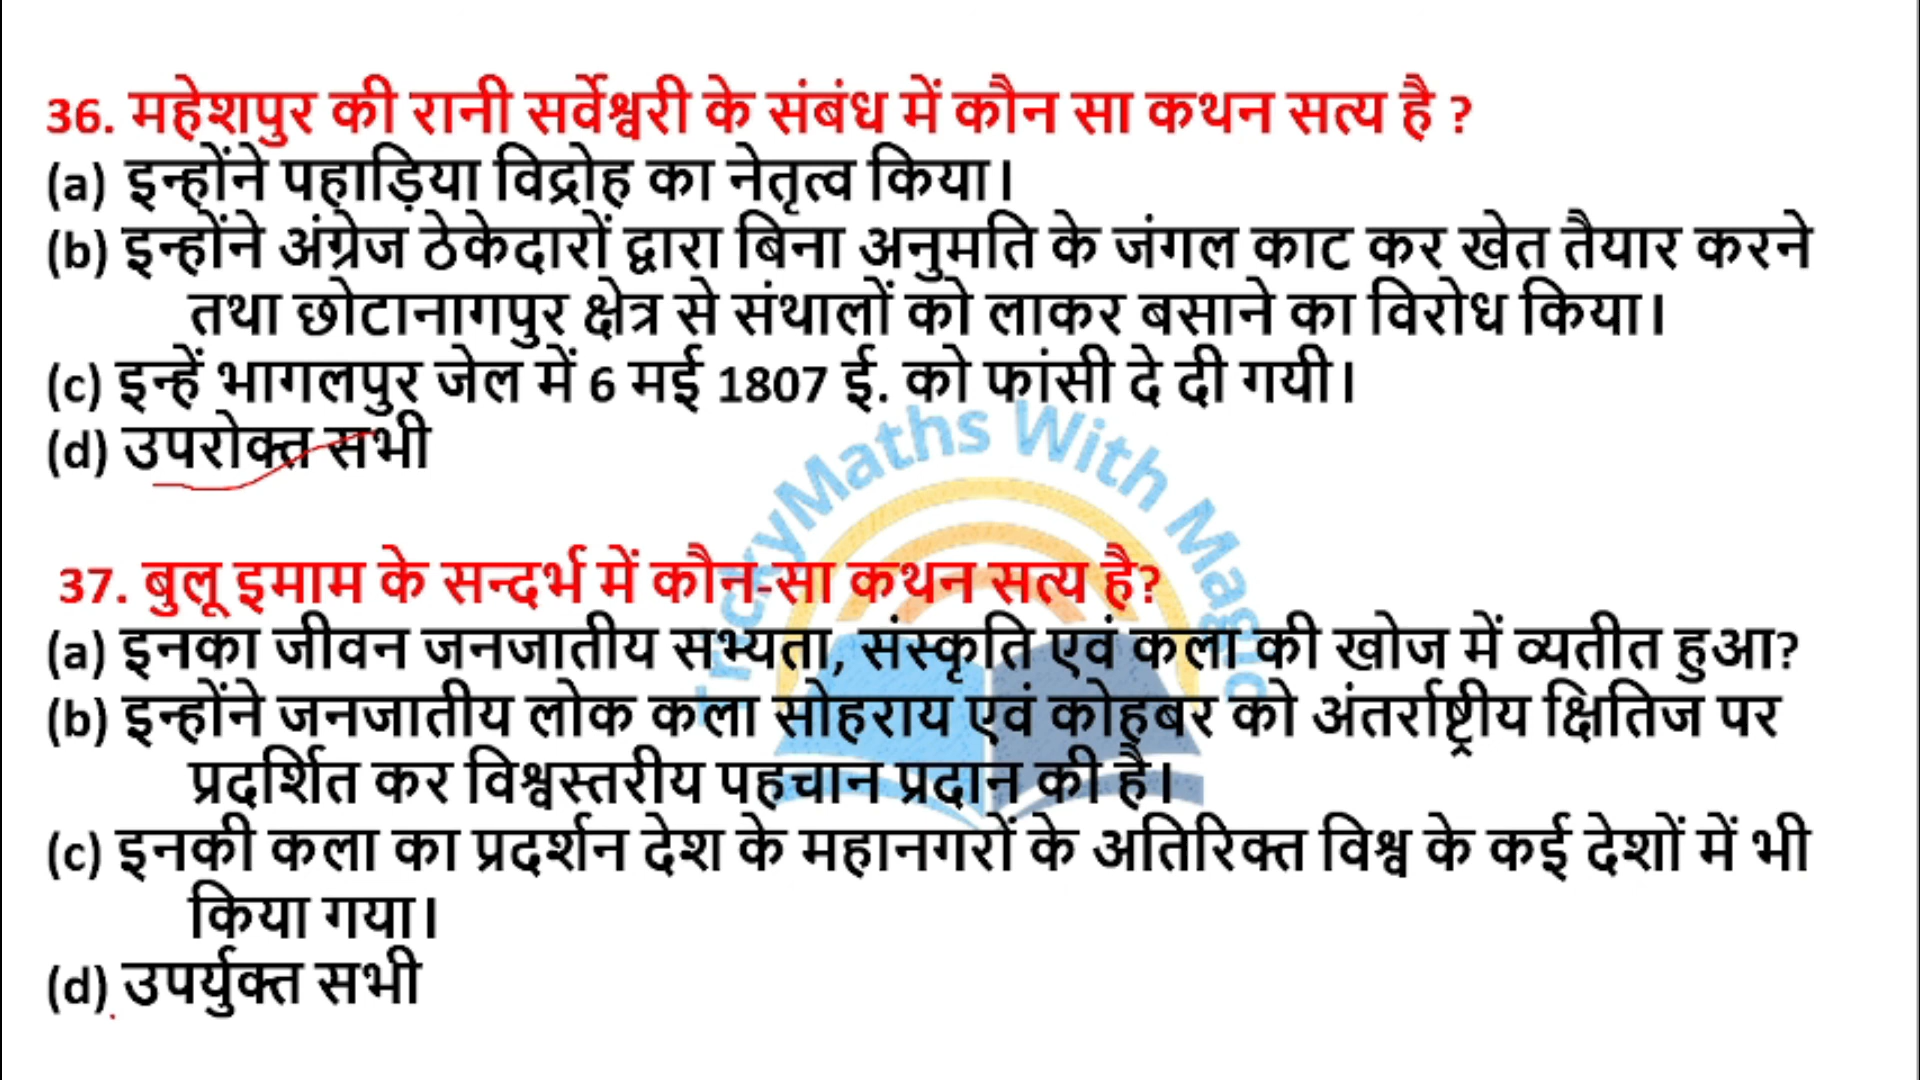 36. महेशपुर की रानी सर्वेश्वरी के संबंध में कौन सा कथन सत्य है ?
(a) इन्होंने पहाड़िया विद्रोह का नेतृत्व किया।
(b) इन्होंने अंग्रेज ठेकेदारों द्वारा बिना अनुमति के जंगल काट कर खेत तैयार करने
तथा छोटानागपुर क्षेत्र से संथालों को लाकर बसाने का विरोध किया।
(c) इन्हें भागलपुर जेल में 6 मई 1807 ई. को फांसी दे दी गयी।
(d) उपरोक्त सभी
TrickyMaths With Magic
37. बुलू इमाम के सन्दर्भ में कौन-सा कथन सत्य है?
(a) इनका जीवन जनजातीय सभ्यता, संस्कृति एवं कला की खोज में व्यतीत हुआ?
(b) इन्होंने जनजातीय लोक कला सोहराय एवं कोहबर को अंतर्राष्ट्रीय क्षितिज पर
प्रदर्शित कर विश्वस्तरीय पहचान प्रदान की है।
(c) इनकी कला का प्रदर्शन देश के महानगरों के अतिरिक्त विश्व के कई देशों में भी
किया गया।
(d) उपर्युक्त सभी